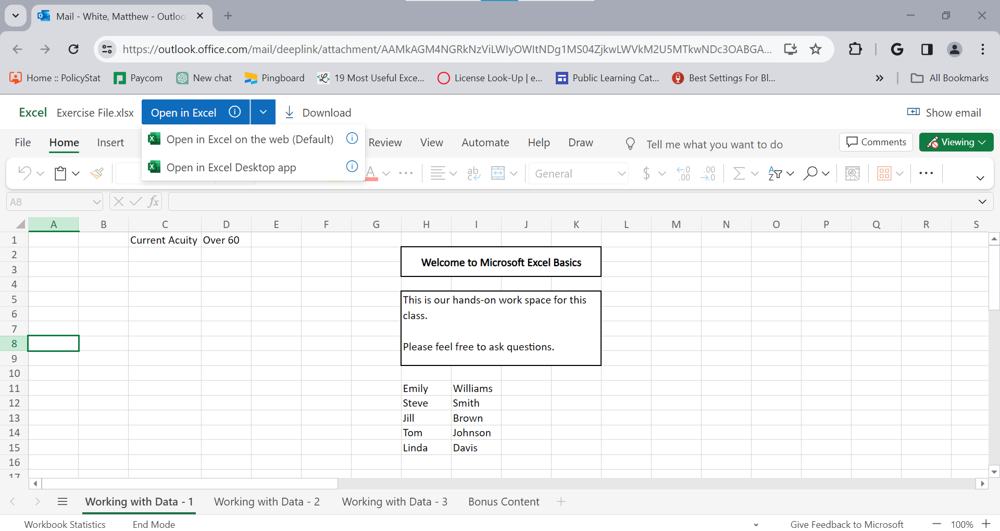 Mail - White, Matthew - Outloo
https://outlook.office.com/mail/deeplink/attachment/AAMkAGM4NGRkNzViLWIyOWItNDg1MS04ZjkwLWVkM2U5MTkwNDc3OABGA...
Home :: PolicyStat Paycom New chat Pingboard 19 Most Useful Exce... License Look-Up | e... Public Learning Cat... Best Settings For Bl... » All Bookmarks
Excel Exercise File.xlsx Open in Excel Download Show email
Open in Excel on the web (Default)
Open in Excel Desktop app
File Home Insert Review View Automate Help Draw Tell me what you want to do Comments Viewing
General
A8
A B C D E F G H I J K L M N O P Q R S
1 Current Acuity Over 60
2
3 Welcome to Microsoft Excel Basics
4
5 This is our hands-on work space for this
6 class.
7
8 Please feel free to ask questions.
9
10
11 Emily Williams
12 Steve Smith
13 Jill Brown
14 Tom Johnson
15 Linda Davis
16
17
Working with Data - 1 Working with Data - 2 Working with Data - 3 Bonus Content
Workbook Statistics End Mode Give Feedback to Microsoft 100%